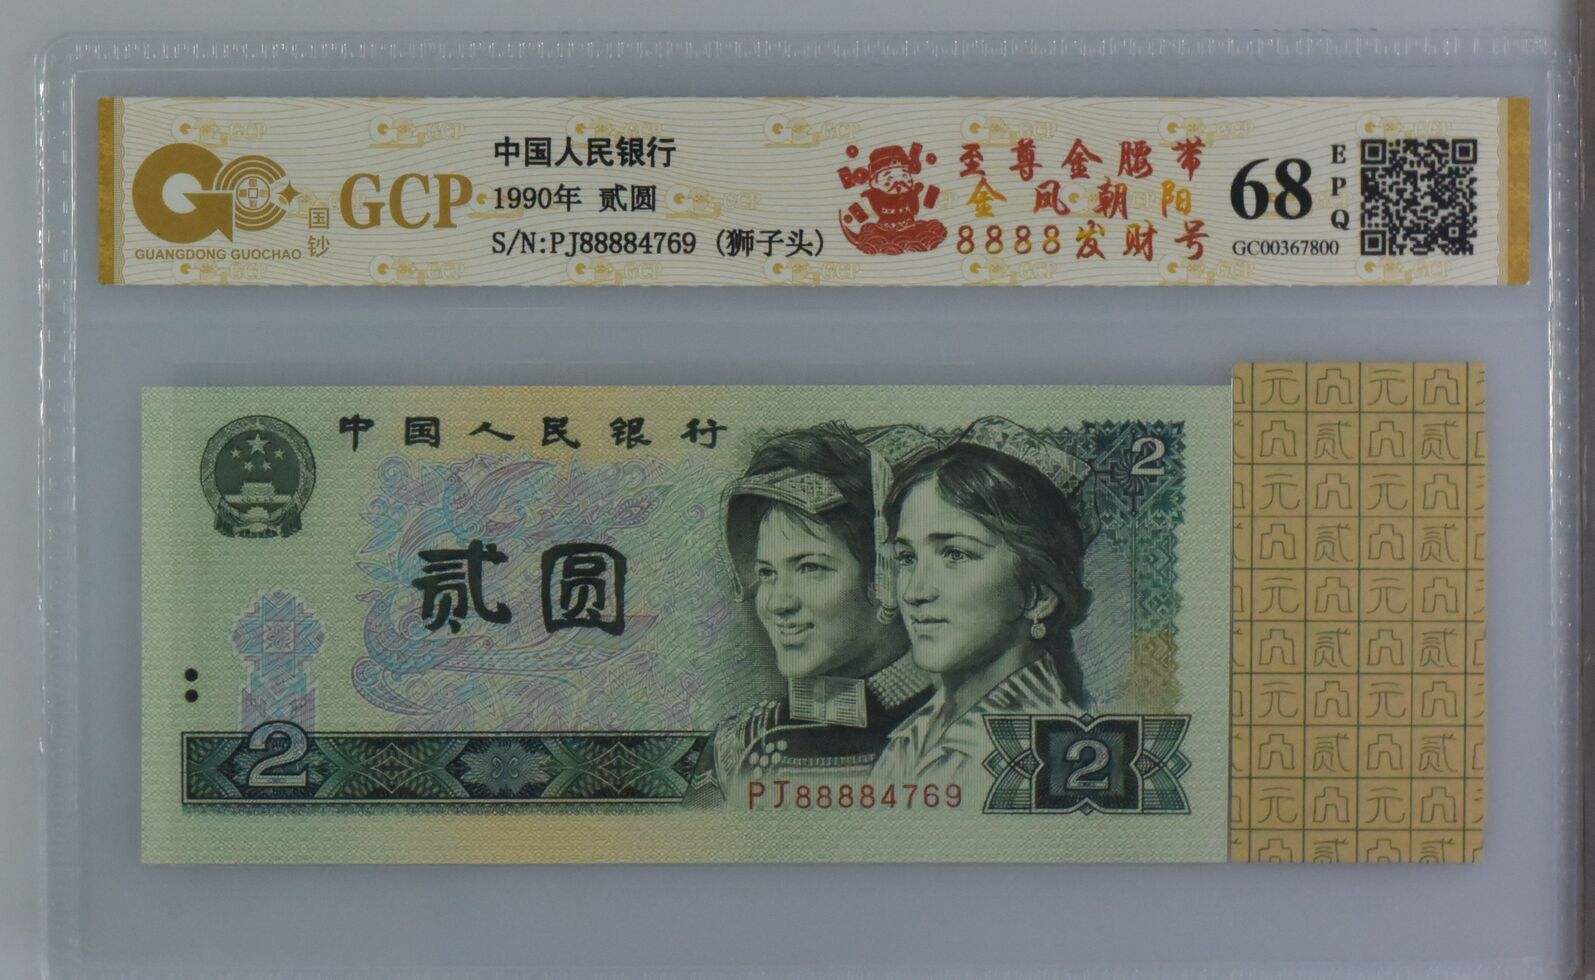 GCP
国钞
GUANGDONG GUOCHAO
中国人民银行
1990年 贰圆
S/N:PJ88884769 (狮子头)
至尊金腰带
金凤朝阳
8888发财号
68
EPQ
GC00367800
中国人民银行
2
贰圆
2
PJ88884769
2